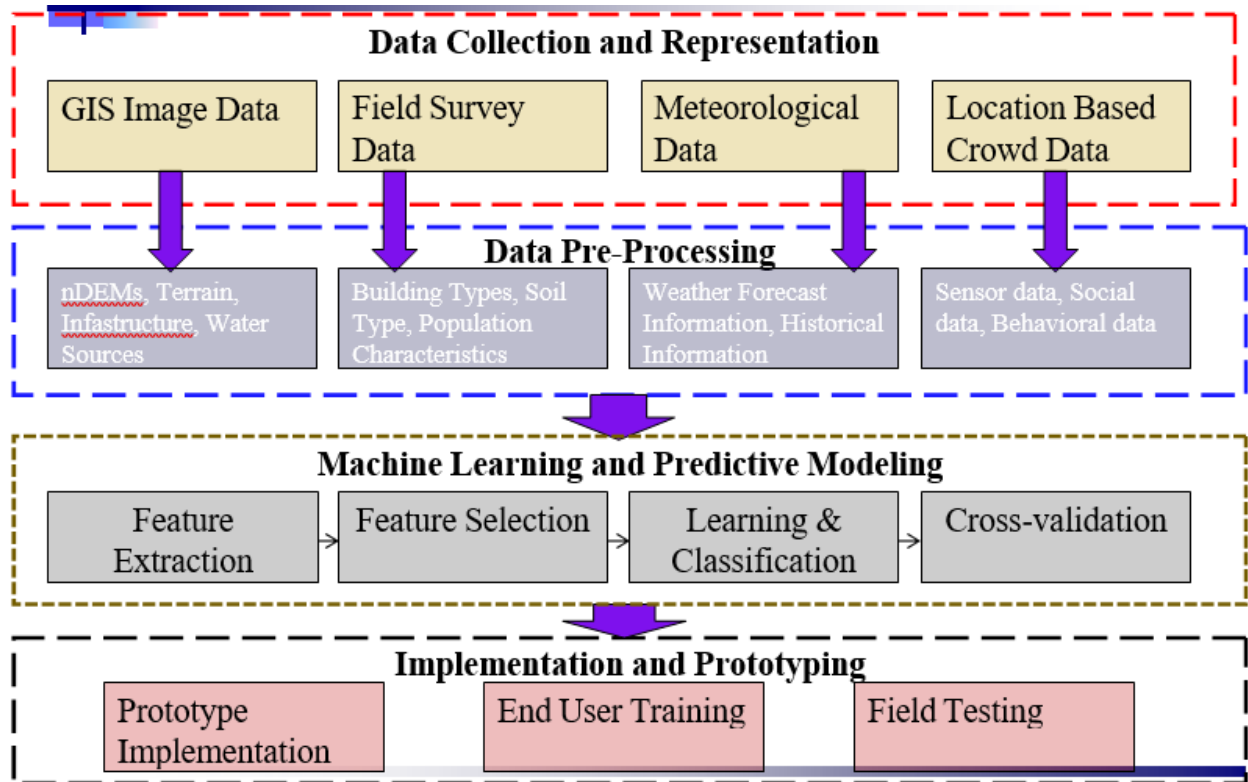 Data Collection and Representation
GIS Image Data
Field Survey
Data
Meteorological
Data
Location Based
Crowd Data
Data Pre-Processing
nDEMs, Terrain,
Infastructure, Water
Sources
Building Types, Soil
Type, Population
Characteristics
Weather Forecast
Information, Historical
Information
Sensor data, Social
data, Behavioral data
Machine Learning and Predictive Modeling
Feature
Extraction
Feature Selection
Learning &
Classification
Cross-validation
Implementation and Prototyping
Prototype
Implementation
End User Training
Field Testing